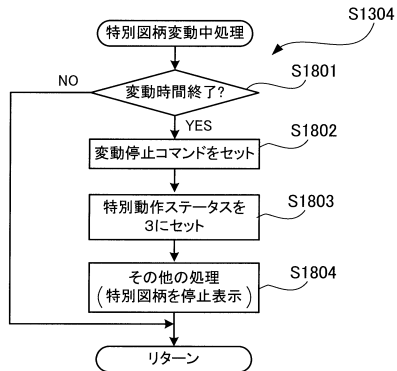 特別図柄変動中処理
S1304
変動時間終了?
S1801
NO
YES
変動停止コマンドをセット
S1802
特別動作ステータスを
3にセット
S1803
その他の処理
(特別図柄を停止表示)
S1804
リターン